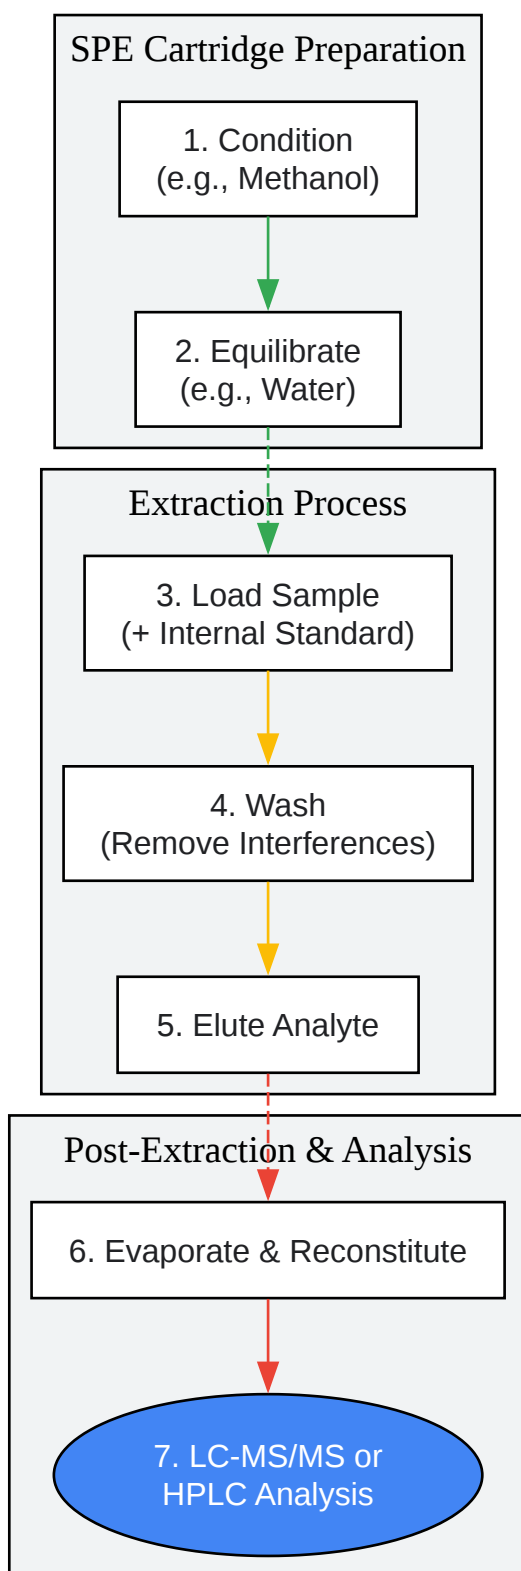 SPE Cartridge Preparation
1. Condition
(e.g., Methanol)
2. Equilibrate
(e.g., Water)
Extraction Process
3. Load Sample
(+ Internal Standard)
4. Wash
(Remove Interferences)
5. Elute Analyte
Post-Extraction & Analysis
6. Evaporate & Reconstitute
7. LC-MS/MS or
HPLC Analysis